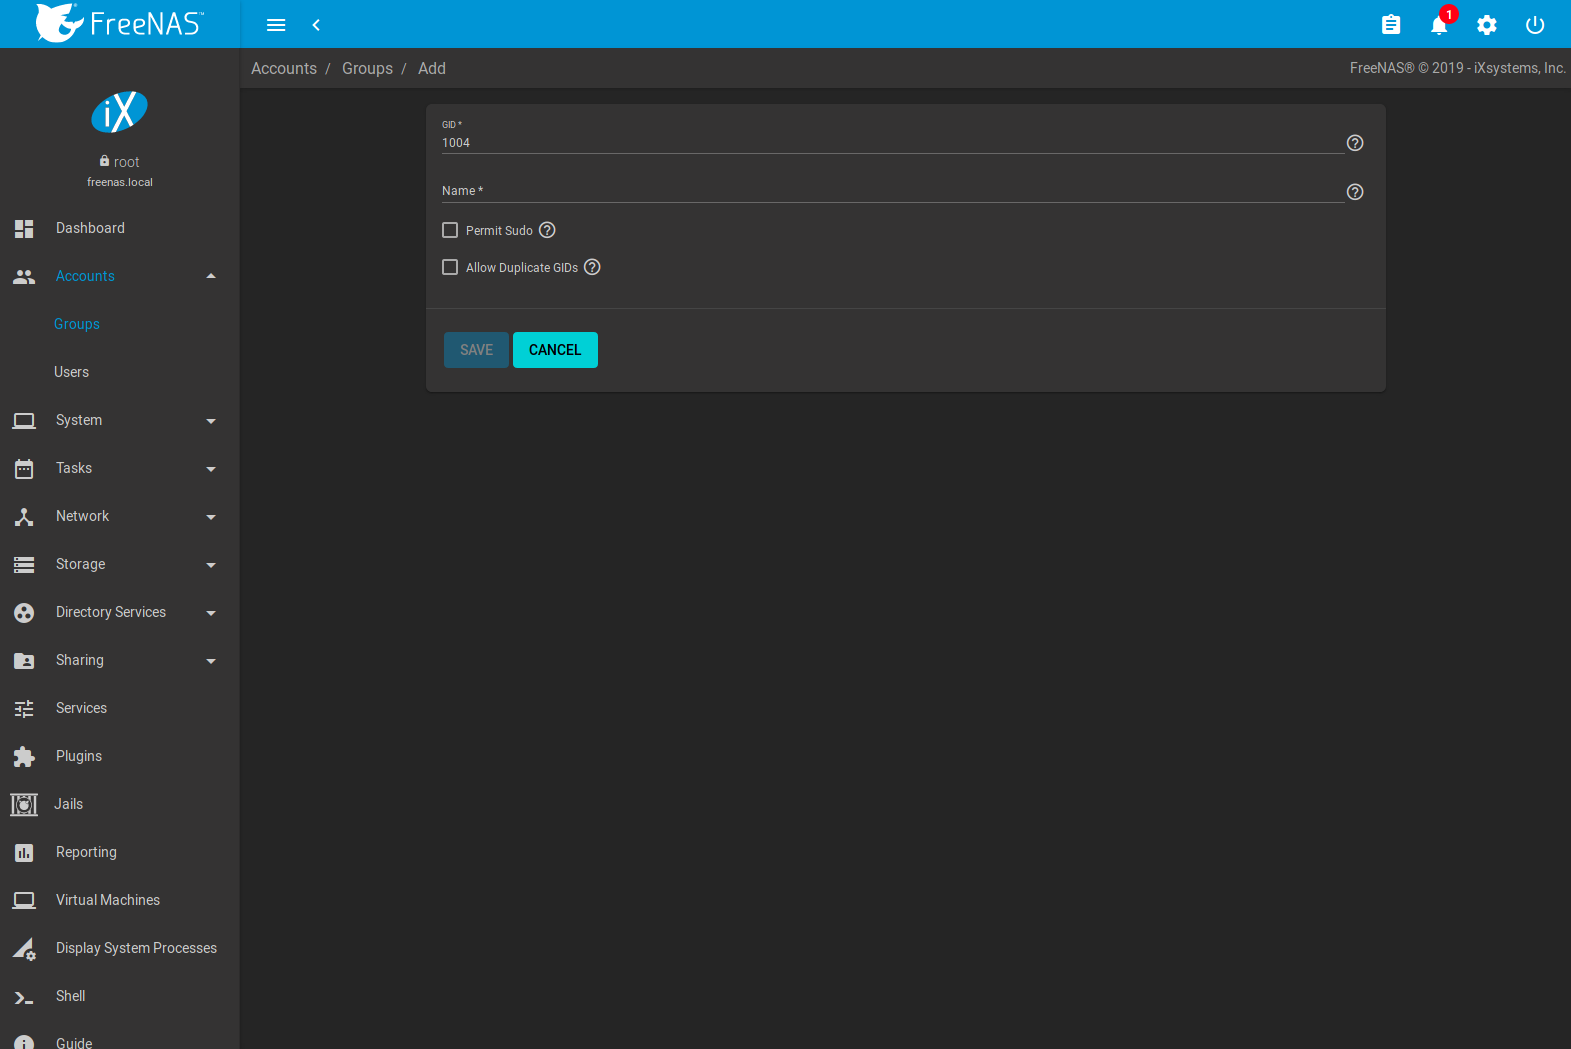 FreeNAS™
1
Accounts / Groups / Add
FreeNAS® © 2019 - iXsystems, Inc.
iX
root
freenas.local
Dashboard
Accounts
Groups
Users
System
Tasks
Network
Storage
Directory Services
Sharing
Services
Plugins
Jails
Reporting
Virtual Machines
Display System Processes
Shell
Guide
GID *
1004
Name *
Permit Sudo
Allow Duplicate GIDs
SAVE CANCEL